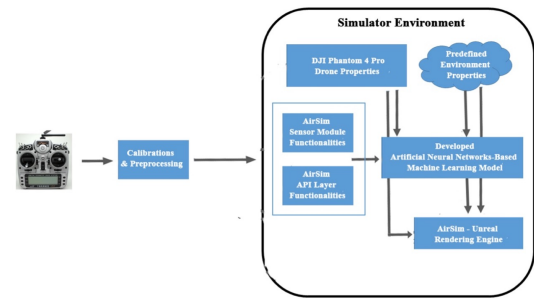 Simulator Environment
DJI Phantom 4 Pro
Drone Properties
Predefined
Environment
Properties
AirSim
Sensor Module
Functionalities
Calibrations
& Preprocessing
Developed
Artificial Neural Networks-Based
Machine Learning Model
AirSim
API Layer
Functionalities
AirSim - Unreal
Rendering Engine